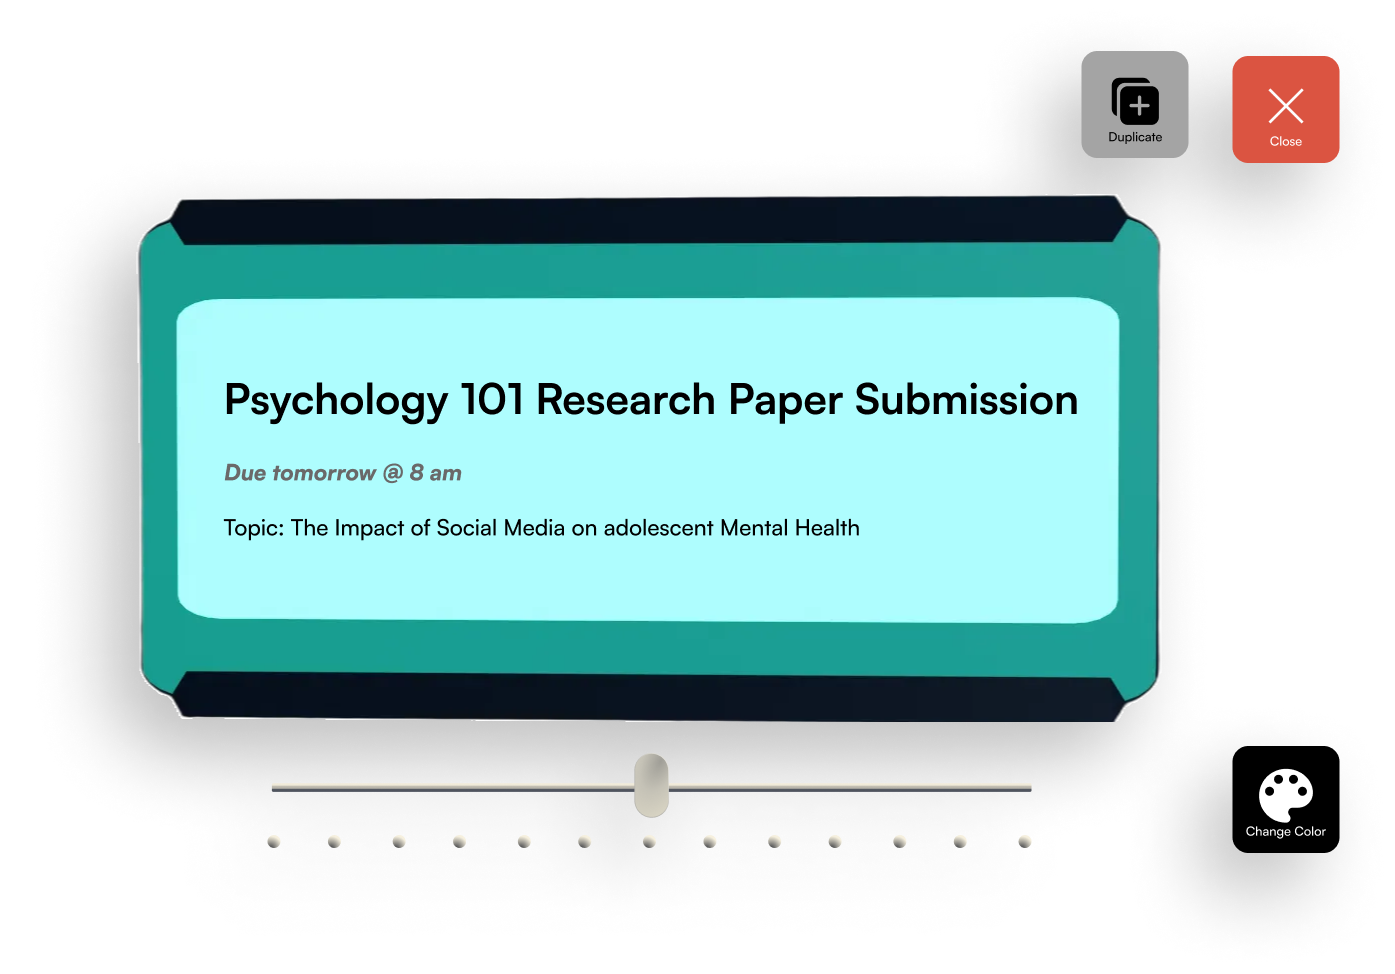 Duplicate
Close
Psychology 101 Research Paper Submission
Due tomorrow @ 8 am
Topic: The Impact of Social Media on adolescent Mental Health
Change Color